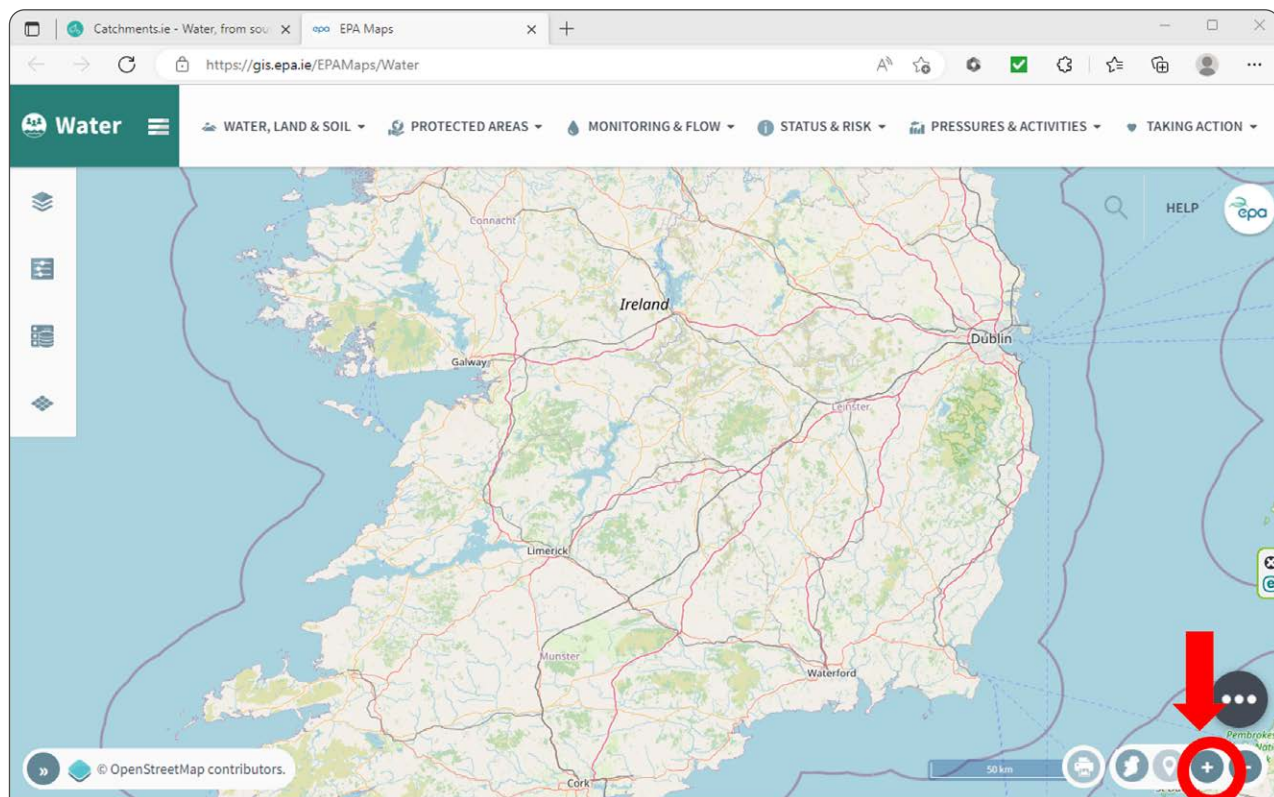 Catchments.ie - Water, from sou
epa EPA Maps
https://gis.epa.ie/EPAMaps/Water
Water
WATER, LAND & SOIL
PROTECTED AREAS
MONITORING & FLOW
STATUS & RISK
PRESSURES & ACTIVITIES
TAKING ACTION
HELP
epa
Connacht
Ireland
Dublin
Galway
Leinster
Limerick
Munster
Waterford
Pembrokes
© OpenStreetMap contributors.
50 km
Cork